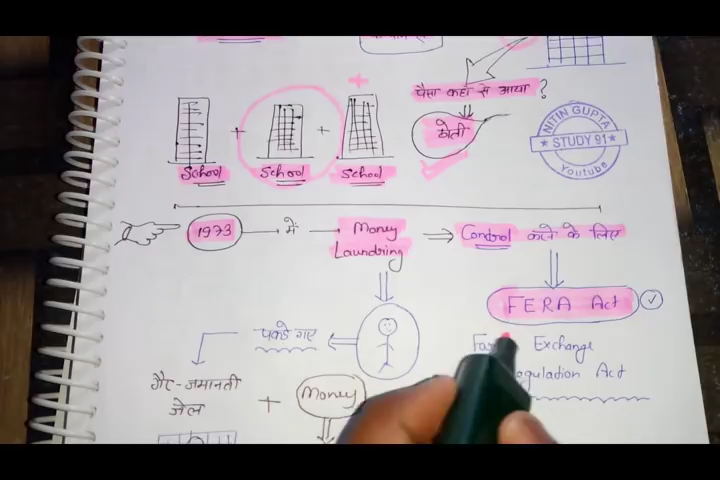 पैसा कहाँ से आया ?
खेती
+
+
+
School
School
School
NITIN GUPTA
★ STUDY 91 ★
Youtube
1973 में Money Laundring ⇒ Control करने के लिए
FERA Act
Exchange
Act
पकडे गए
गैर-जमानती
जेल
+
Money